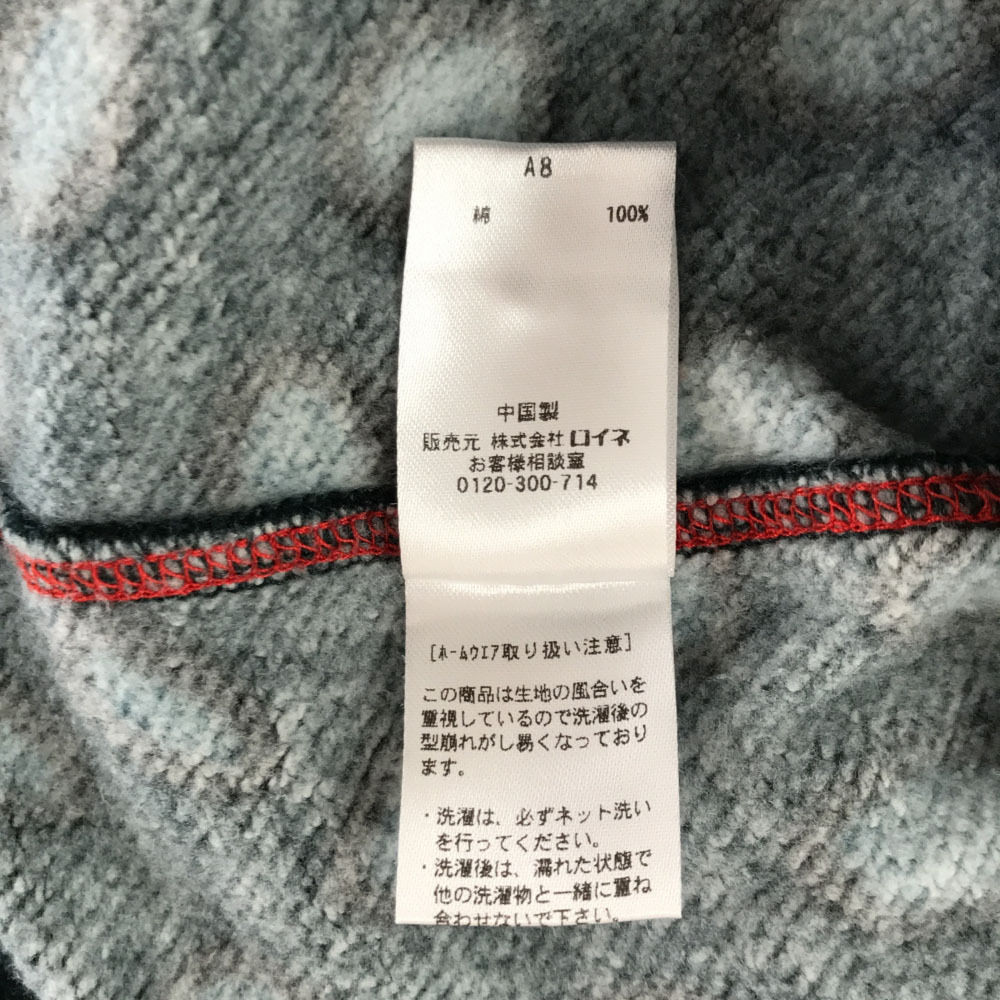 A8
綿 100%
中国製
販売元 株式会社 ロイネ
お客様相談室
0120-300-714
[ホームウエア取り扱い注意]
この商品は生地の風合いを
重視しているので洗濯後の
型崩れがし易くなっており
ます。
・洗濯は、必ずネット洗い
を行ってください。
・洗濯後は、濡れた状態で
他の洗濯物と一緒に重ね
合わせないで下さい。